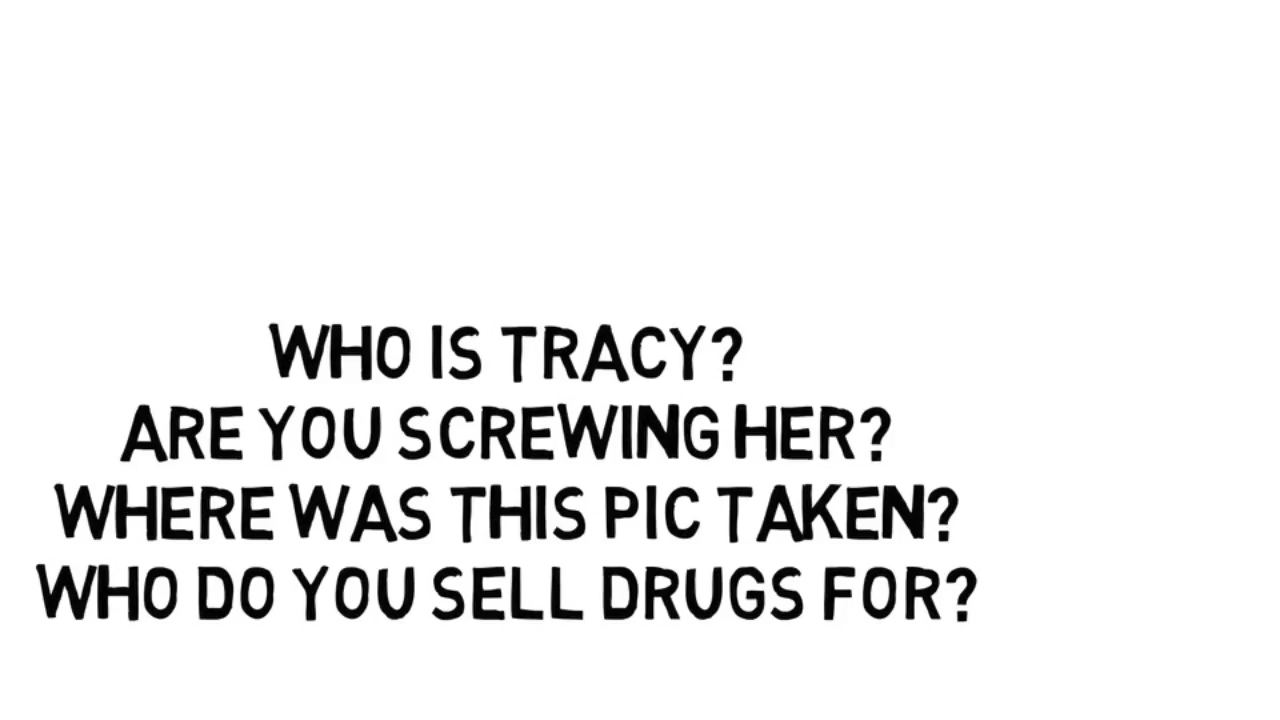 WHO IS TRACY?
ARE YOU SCREWING HER?
WHERE WAS THIS PIC TAKEN?
WHO DO YOU SELL DRUGS FOR?